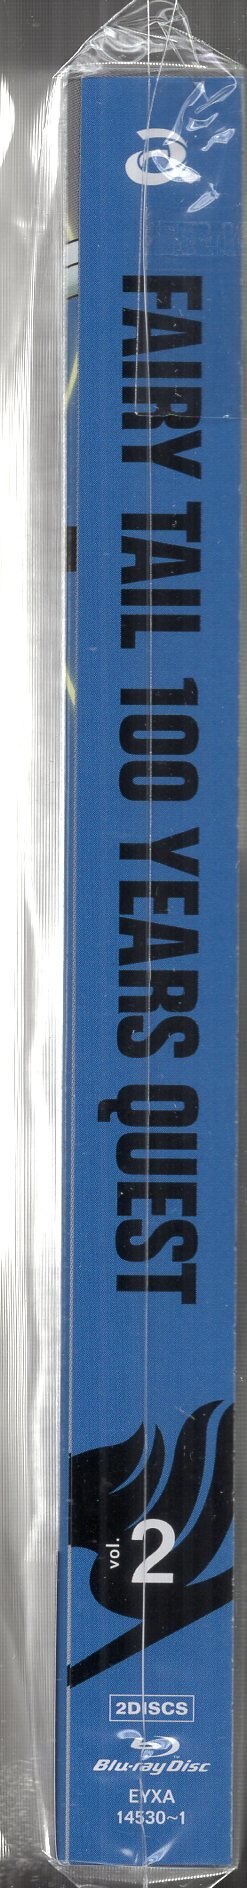 FAIRY TAIL 100 YEARS QUEST
vol.
2
2DISCS
Blu-ray Disc
EYXA
14530~1